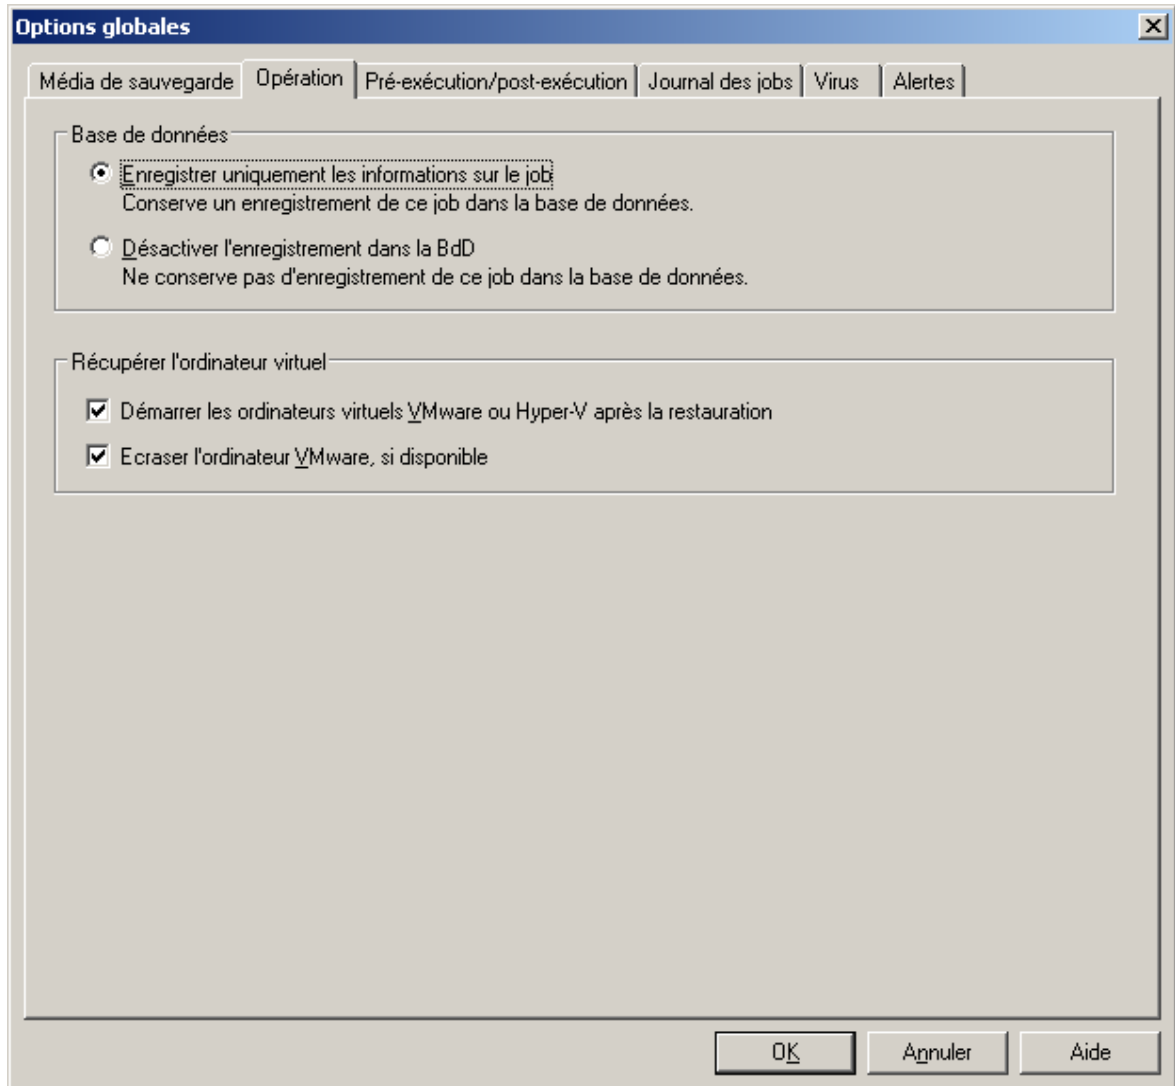 Options globales
Média de sauvegarde Opération Pré-exécution/post-exécution Journal des jobs Virus Alertes
Base de données
Enregistrer uniquement les informations sur le job
Conserve un enregistrement de ce job dans la base de données.
Désactiver l'enregistrement dans la BdD
Ne conserve pas d'enregistrement de ce job dans la base de données.
Récupérer l'ordinateur virtuel
Démarrer les ordinateurs virtuels VMware ou Hyper-V après la restauration
Ecraser l'ordinateur VMware, si disponible
OK Annuler Aide